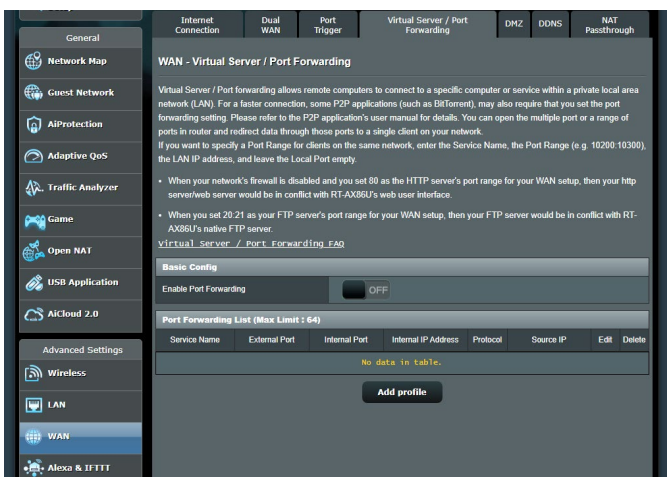 General
Network Map
Guest Network
AiProtection
Adaptive QoS
Traffic Analyzer
Game
Open NAT
USB Application
AiCloud 2.0
Advanced Settings
Wireless
LAN
WAN
Alexa & IFTTT
Internet Connection
Dual WAN
Port Trigger
Virtual Server / Port Forwarding
DMZ
DDNS
NAT Passthrough
WAN - Virtual Server / Port Forwarding
Virtual Server / Port forwarding allows remote computers to connect to a specific computer or service within a private local area
network (LAN). For a faster connection, some P2P applications (such as BitTorrent), may also require that you set the port
forwarding setting. Please refer to the P2P application's user manual for details. You can open the multiple port or a range of
ports in router and redirect data through those ports to a single client on your network.
If you want to specify a Port Range for clients on the same network, enter the Service Name, the Port Range (e.g. 10200:10300),
the LAN IP address, and leave the Local Port empty.
• When your network's firewall is disabled and you set 80 as the HTTP server's port range for your WAN setup, then your http
server/web server would be in conflict with RT-AX86U's web user interface.
• When you set 20:21 as your FTP server's port range for your WAN setup, then your FTP server would be in conflict with RT-
AX86U's native FTP server.
Virtual Server / Port Forwarding FAQ
Basic Config
Enable Port Forwarding OFF
Port Forwarding List (Max Limit : 64)
Service Name External Port Internal Port Internal IP Address Protocol Source IP Edit Delete
No data in table.
Add profile